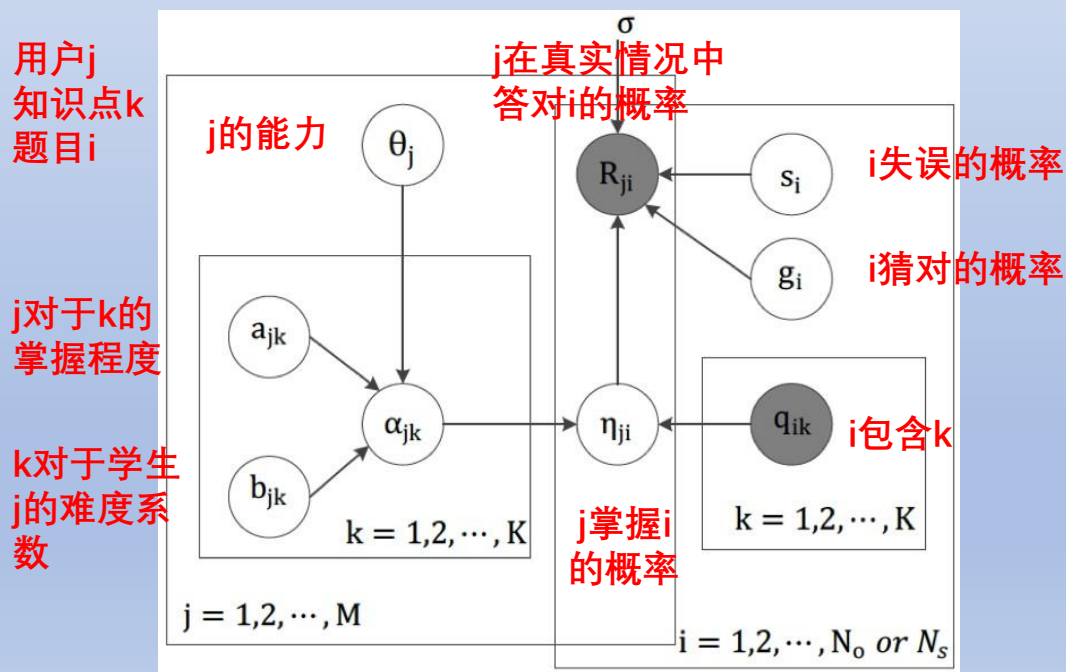 用户j
知识点k
题目i
σ
j在真实情况中
答对i的概率
j的能力
θj
Rji
si
i失误的概率
gi
i猜对的概率
j对于k的
掌握程度
ajk
αjk
ηji
qik
i包含k
k对于学生
j的难度系
数
bjk
k = 1,2, ⋯ , K
j掌握i
的概率
k = 1,2, ⋯ , K
j = 1,2, ⋯ , M
i = 1,2, ⋯ , No or Ns